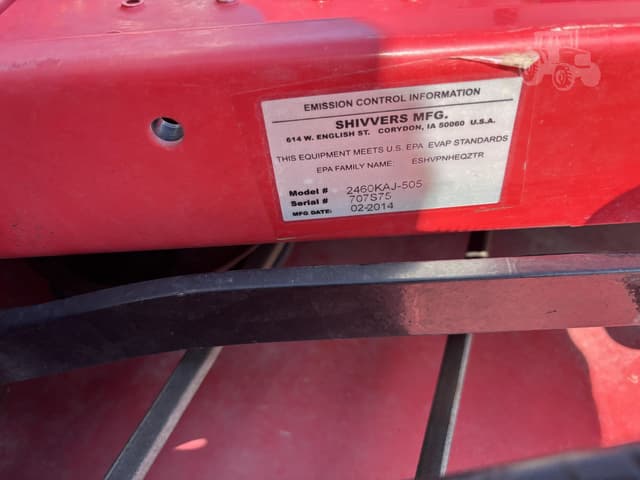 EMISSION CONTROL INFORMATION
SHIVVERS MFG.
614 W. ENGLISH ST. CORYDON, IA 50060 U.S.A.
THIS EQUIPMENT MEETS U.S. EPA EVAP STANDARDS
EPA FAMILY NAME: ESHVPNHEQZTR
Model # 2460KAJ-505
Serial # 707S75
MFG DATE: 02-2014